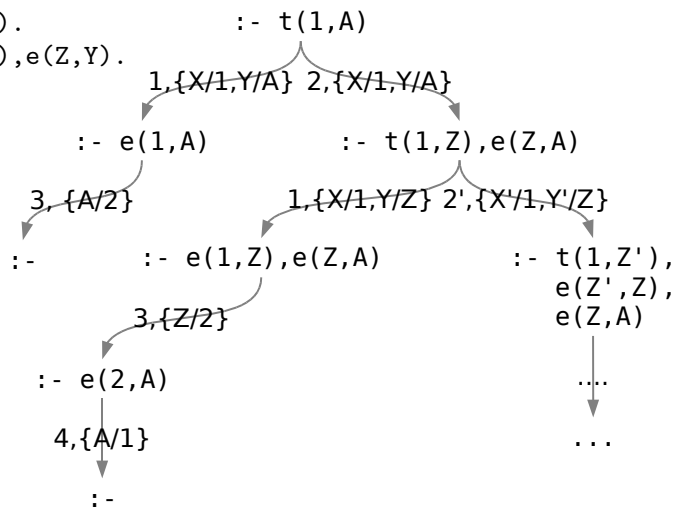 ). :- t(1,A)
),e(Z,Y).
1,{X/1,Y/A} 2,{X/1,Y/A}
:- e(1,A) :- t(1,Z),e(Z,A)
3, {A/2} 1,{X/1,Y/Z} 2',{X'/1,Y'/Z}
:- :- e(1,Z),e(Z,A) :- t(1,Z'),
e(Z',Z),
e(Z,A)
3,{Z/2}
:- e(2,A) ....
4,{A/1} ...
:-